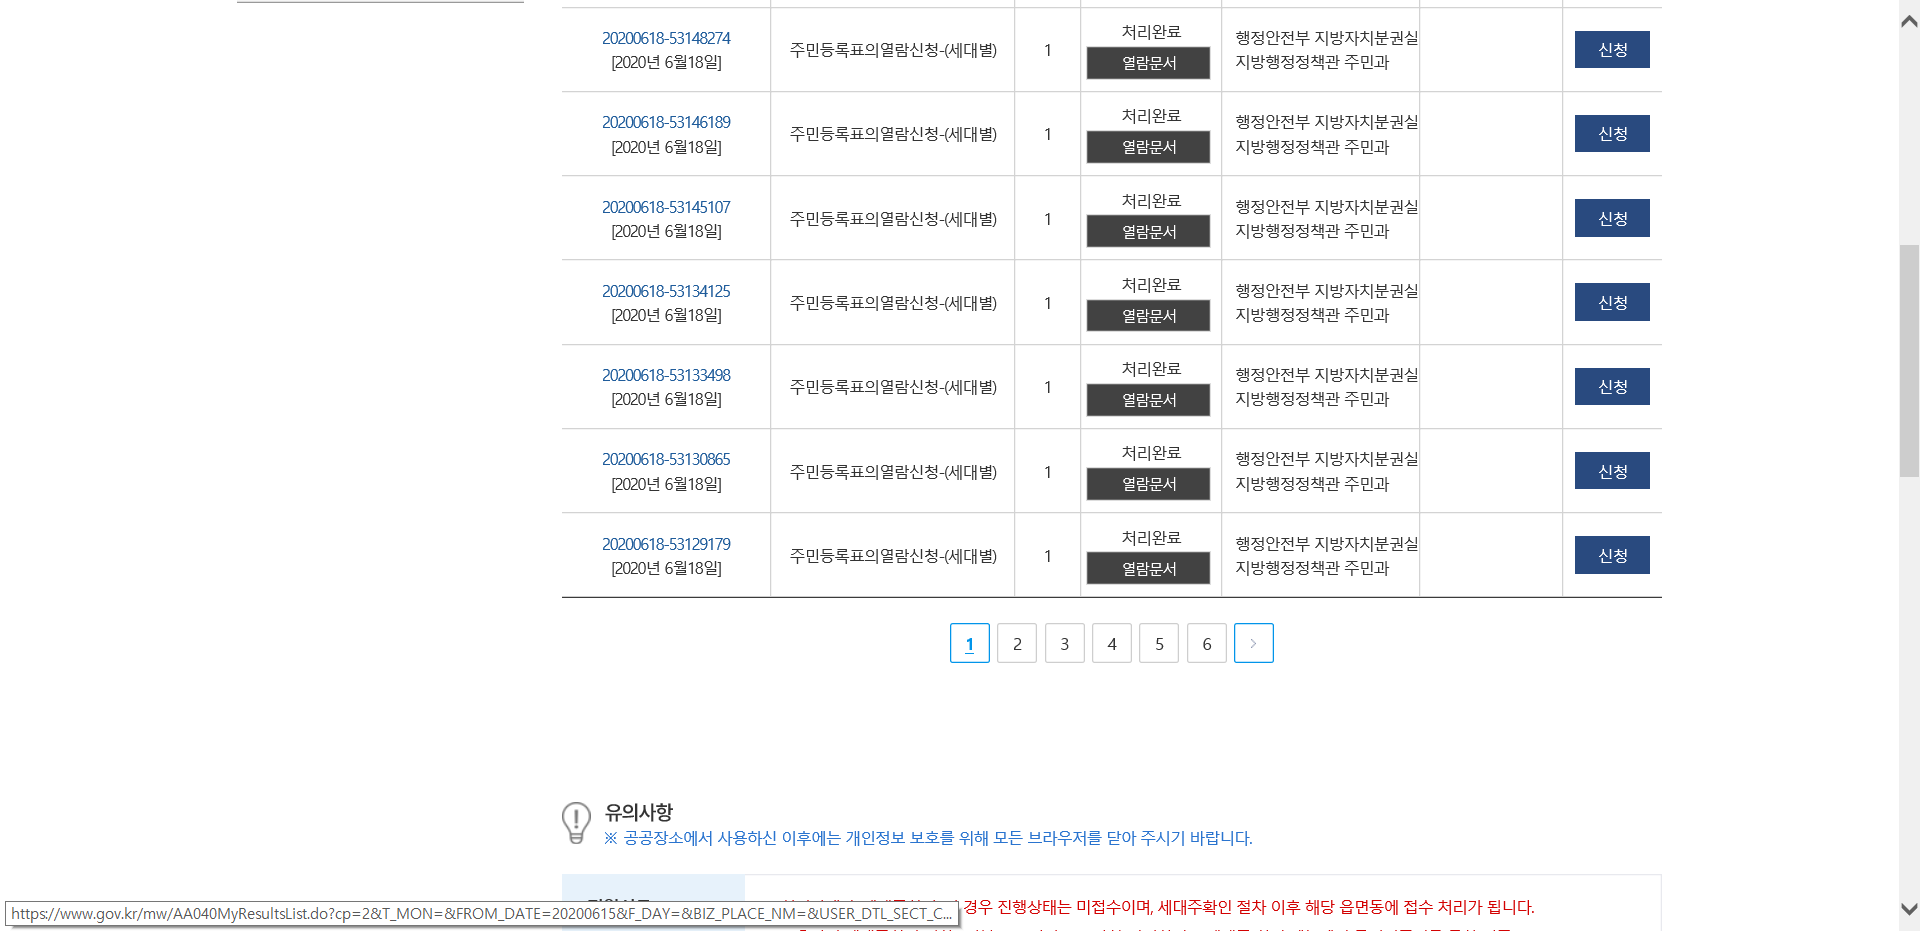 20200618-53148274
[2020년 6월18일]
주민등록표의열람신청-(세대별)
1
처리완료
열람문서
행정안전부 지방자치분권실
지방행정정책관 주민과
신청
20200618-53146189
[2020년 6월18일]
주민등록표의열람신청-(세대별)
1
처리완료
열람문서
행정안전부 지방자치분권실
지방행정정책관 주민과
신청
20200618-53145107
[2020년 6월18일]
주민등록표의열람신청-(세대별)
1
처리완료
열람문서
행정안전부 지방자치분권실
지방행정정책관 주민과
신청
20200618-53134125
[2020년 6월18일]
주민등록표의열람신청-(세대별)
1
처리완료
열람문서
행정안전부 지방자치분권실
지방행정정책관 주민과
신청
20200618-53133498
[2020년 6월18일]
주민등록표의열람신청-(세대별)
1
처리완료
열람문서
행정안전부 지방자치분권실
지방행정정책관 주민과
신청
20200618-53130865
[2020년 6월18일]
주민등록표의열람신청-(세대별)
1
처리완료
열람문서
행정안전부 지방자치분권실
지방행정정책관 주민과
신청
20200618-53129179
[2020년 6월18일]
주민등록표의열람신청-(세대별)
1
처리완료
열람문서
행정안전부 지방자치분권실
지방행정정책관 주민과
신청
1 2 3 4 5 6 >
유의사항
※ 공공장소에서 사용하신 이후에는 개인정보 보호를 위해 모든 브라우저를 닫아 주시기 바랍니다.
경우 진행상태는 미접수이며, 세대주확인 절차 이후 해당 읍면동에 접수 처리가 됩니다.
https://www.gov.kr/mw/AA040MyResultsList.do?cp=2&T_MON=&FROM_DATE=20200615&F_DAY=&BIZ_PLACE_NM=&USER_DTL_SECT_C...